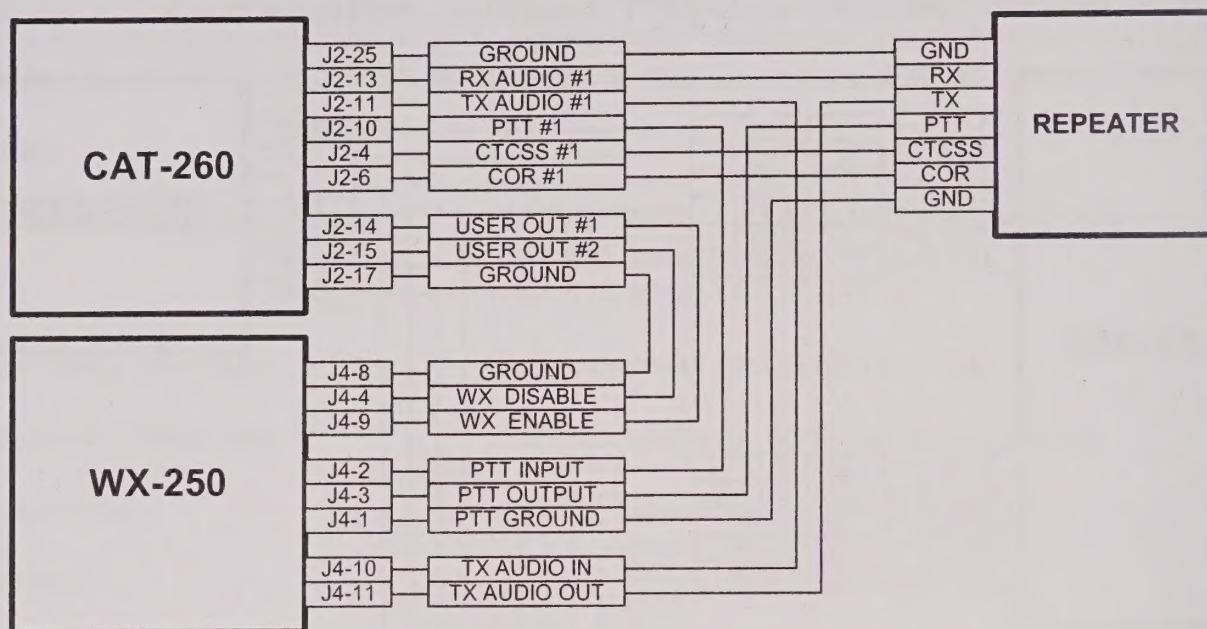 CAT-260
J2-25 GROUND
J2-13 RX AUDIO #1
J2-11 TX AUDIO #1
J2-10 PTT #1
J2-4 CTCSS #1
J2-6 COR #1
J2-14 USER OUT #1
J2-15 USER OUT #2
J2-17 GROUND
GND
RX
TX
PTT
CTCSS
COR
GND
REPEATER
WX-250
J4-8 GROUND
J4-4 WX DISABLE
J4-9 WX ENABLE
J4-2 PTT INPUT
J4-3 PTT OUTPUT
J4-1 PTT GROUND
J4-10 TX AUDIO IN
J4-11 TX AUDIO OUT